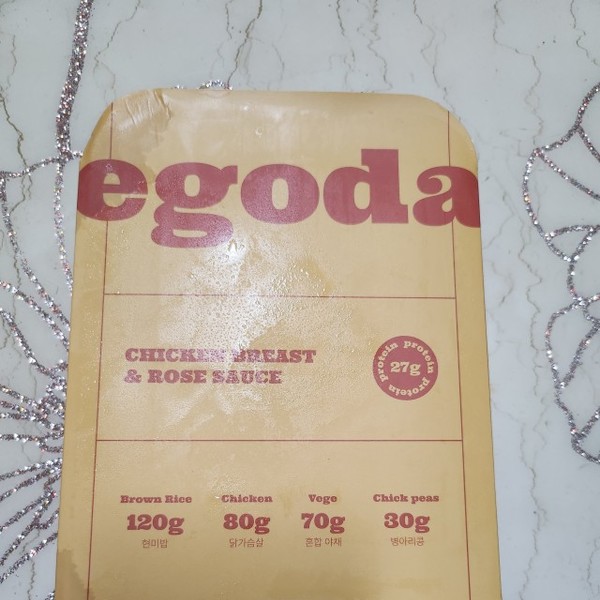 egoda
CHICKEN BREAST
& ROSE SAUCE
protein protein
27g
protein protein
Brown Rice Chicken Vege Chick peas
120g 80g 70g 30g
현미밥 닭가슴살 혼합 야채 병아리콩